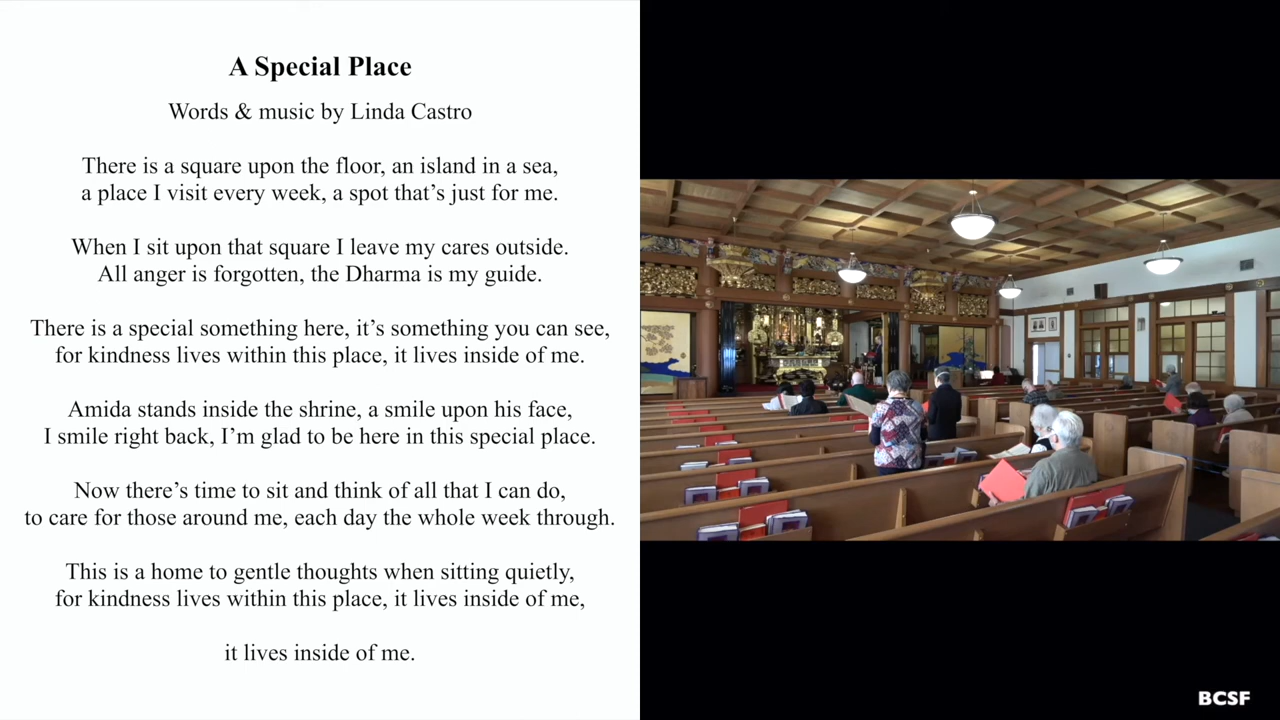 A Special Place
Words & music by Linda Castro
There is a square upon the floor, an island in a sea,
a place I visit every week, a spot that’s just for me.
When I sit upon that square I leave my cares outside.
All anger is forgotten, the Dharma is my guide.
There is a special something here, it’s something you can see,
for kindness lives within this place, it lives inside of me.
Amida stands inside the shrine, a smile upon his face,
I smile right back, I’m glad to be here in this special place.
Now there’s time to sit and think of all that I can do,
to care for those around me, each day the whole week through.
This is a home to gentle thoughts when sitting quietly,
for kindness lives within this place, it lives inside of me,
it lives inside of me.
BCSF